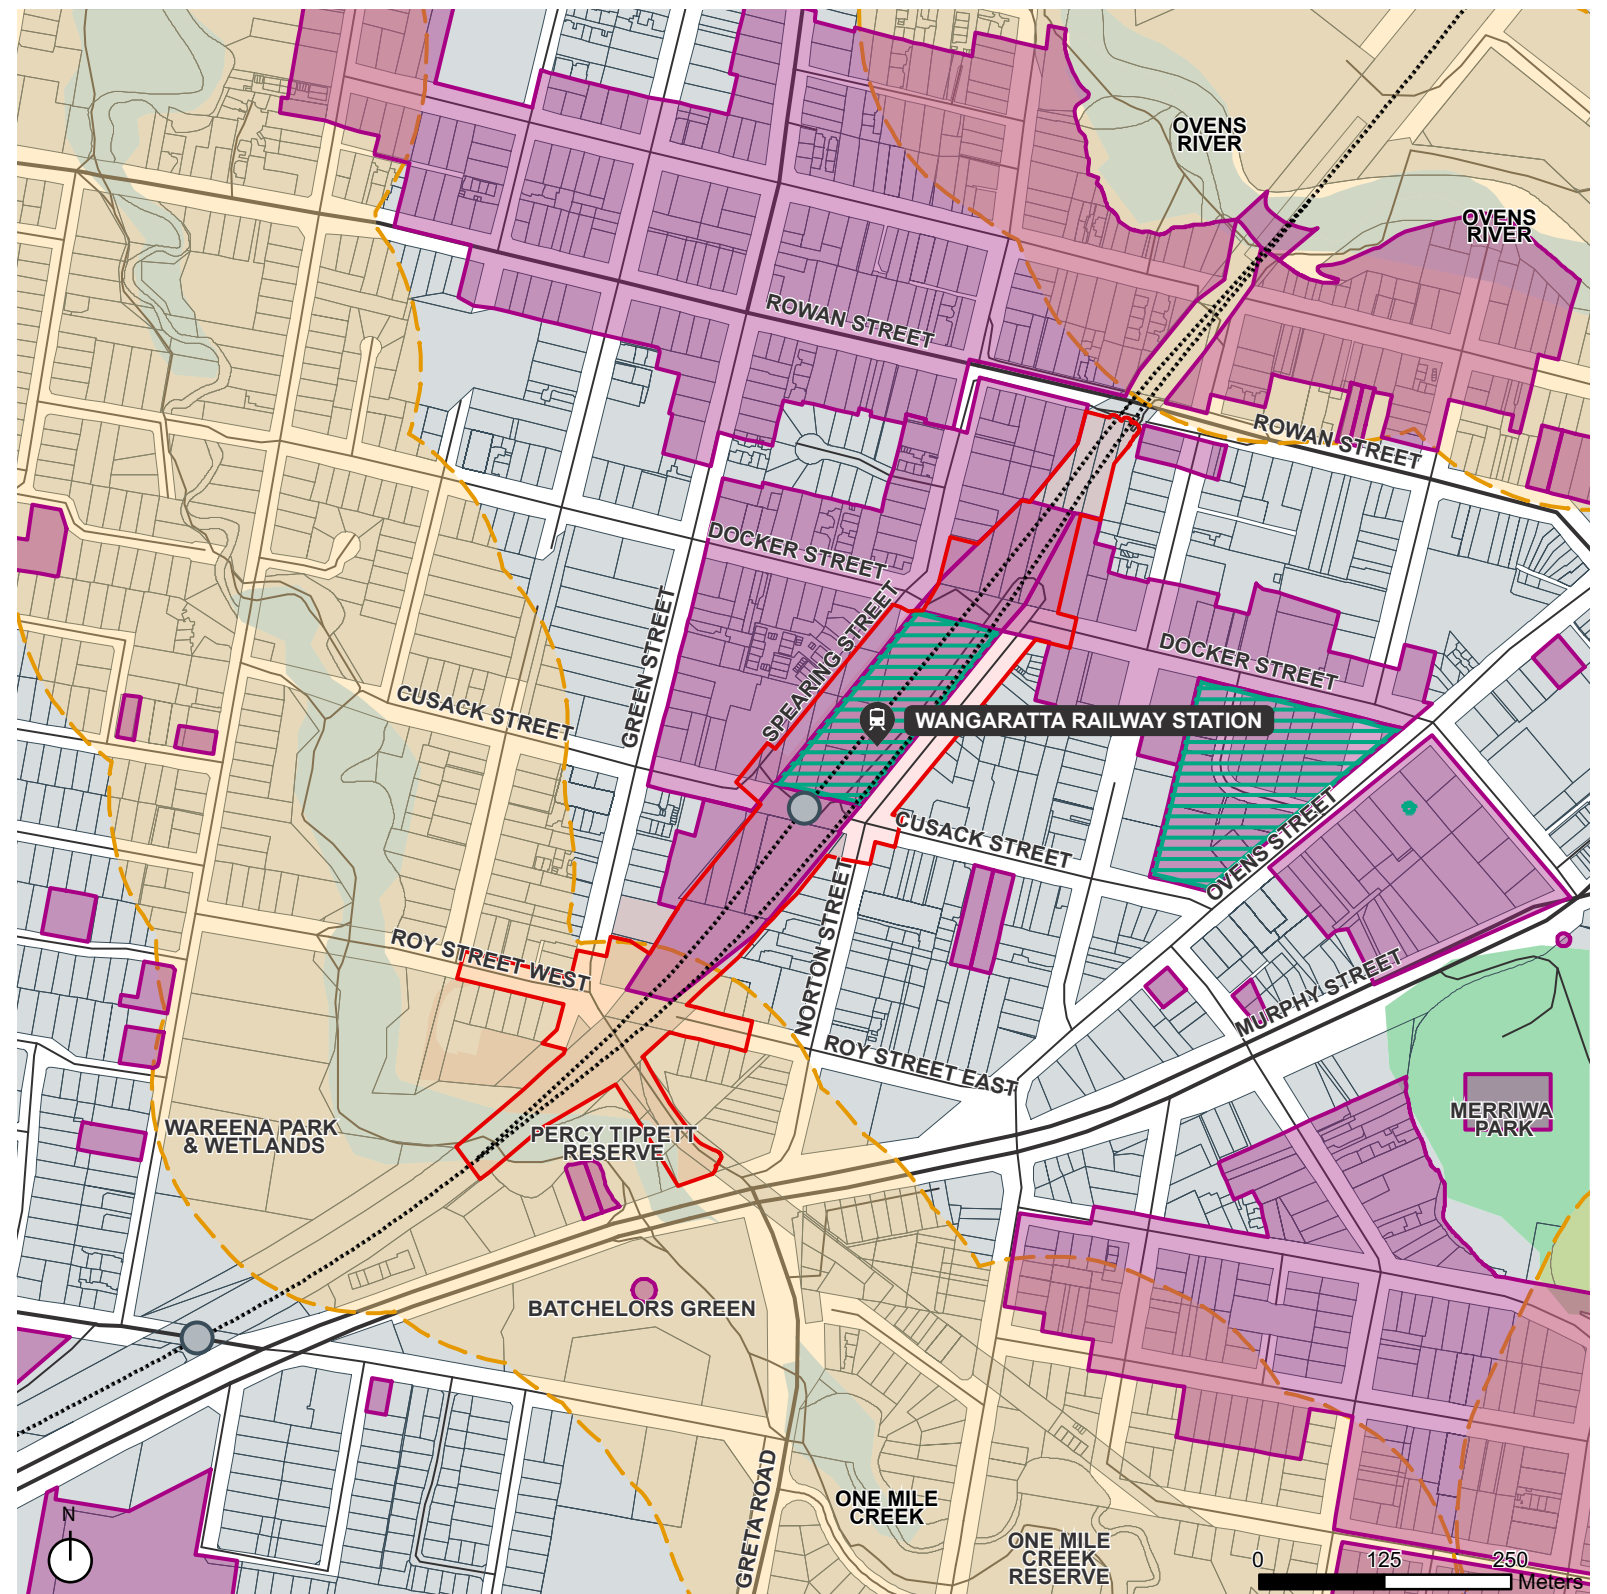 OVENS
RIVER
OVENS
RIVER
ROWAN STREET
ROWAN STREET
DOCKER STREET
SPEARING STREET
GREEN STREET
DOCKER STREET
CUSACK STREET
WANGARATTA RAILWAY STATION
CUSACK STREET
OVENS STREET
NORTON STREET
ROY STREET WEST
MURPHY STREET
ROY STREET EAST
MERRIWA
PARK
WAREENA PARK
& WETLANDS
PERCY TIPPETT
RESERVE
BATCHELORS GREEN
GRETA ROAD
ONE MILE
CREEK
ONE MILE
CREEK
RESERVE
N
0 125 250
Meters